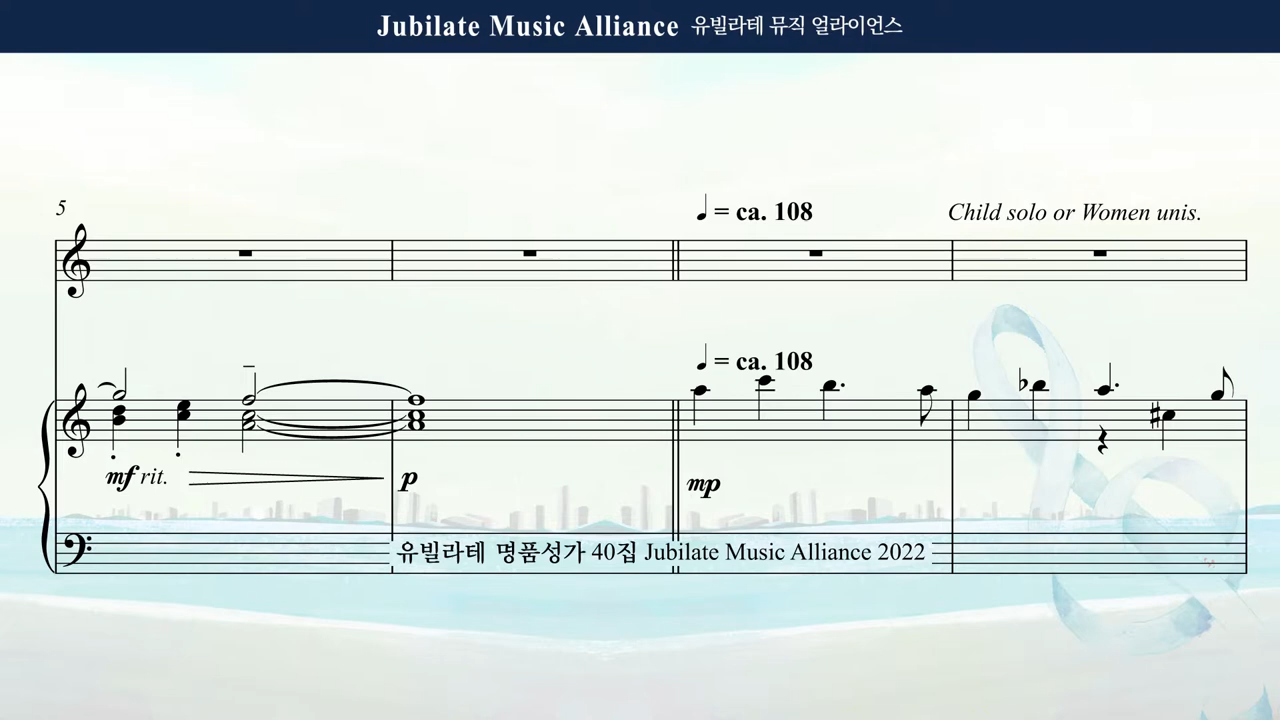 Jubilate Music Alliance 유빌라테 뮤직 얼라이언스
5
♩ = ca. 108
Child solo or Women unis.
♩ = ca. 108
mf rit.
p
mp
유빌라테 명품성가 40집 Jubilate Music Alliance 2022